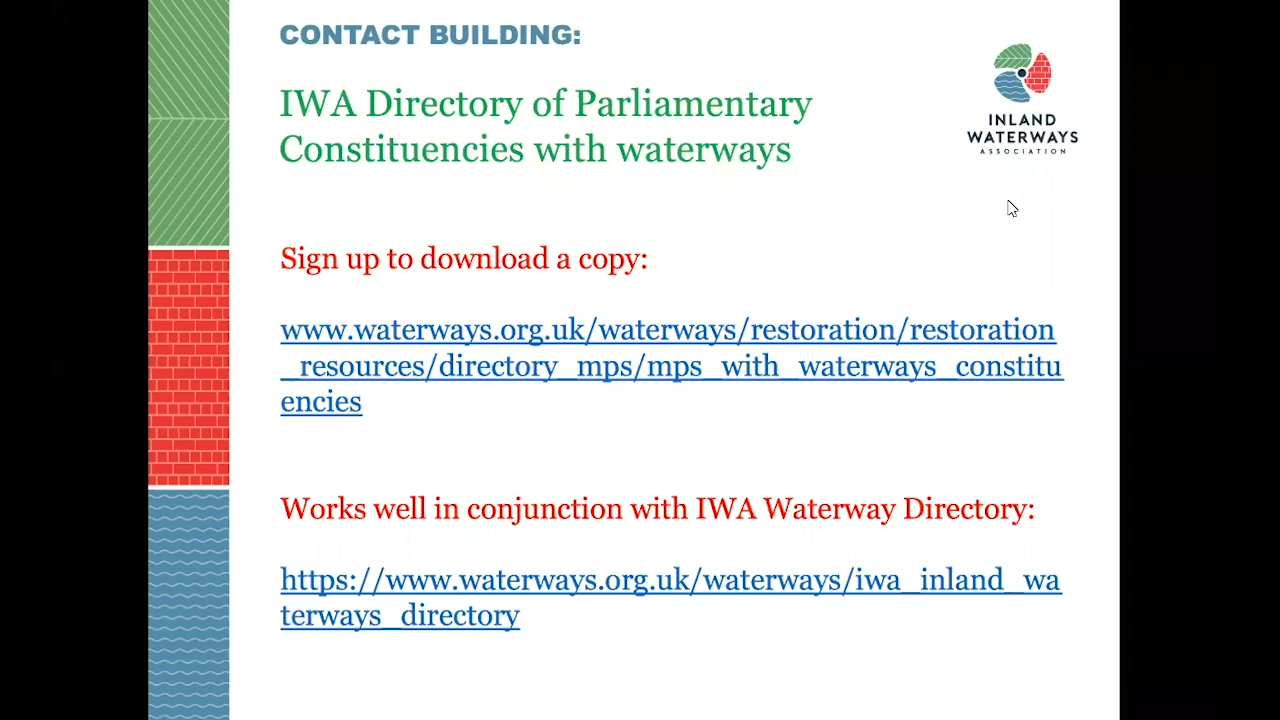 CONTACT BUILDING:
IWA Directory of Parliamentary
Constituencies with waterways
INLAND
WATERWAYS
ASSOCIATION
Sign up to download a copy:
www.waterways.org.uk/waterways/restoration/restoration
_resources/directory_mps/mps_with_waterways_constitu
encies
Works well in conjunction with IWA Waterway Directory:
https://www.waterways.org.uk/waterways/iwa_inland_wa
terways_directory